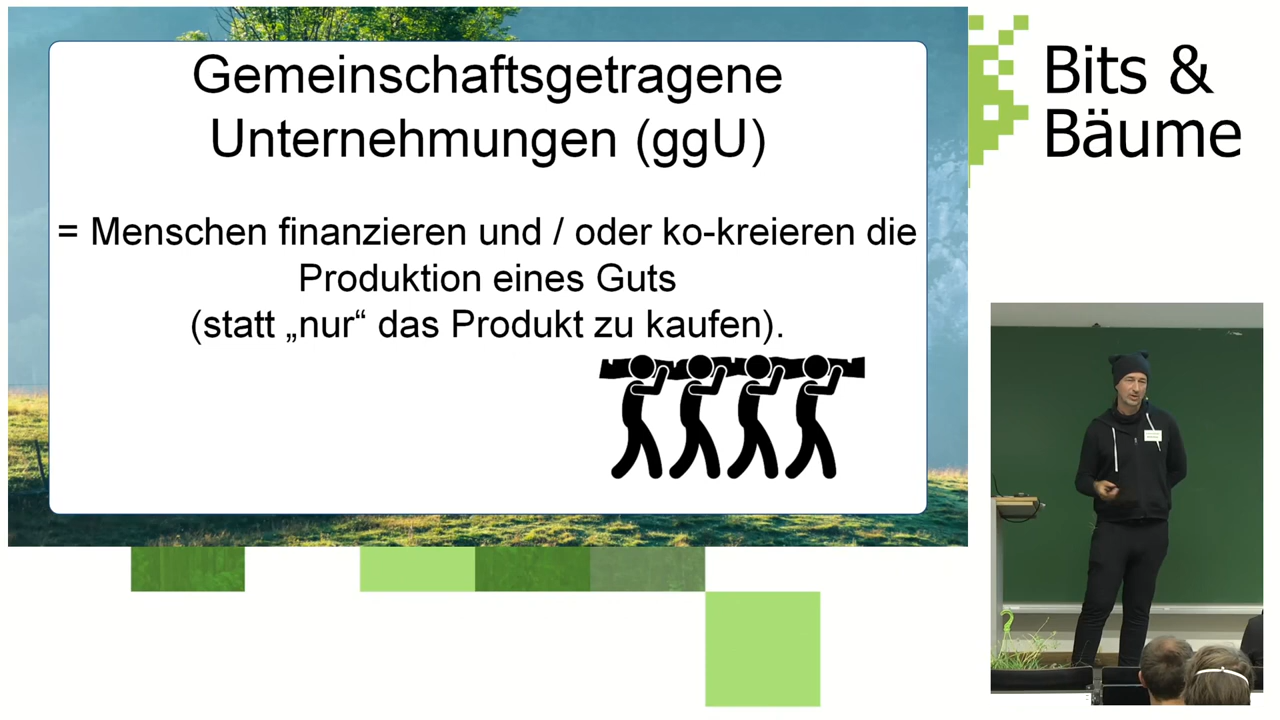 Gemeinschaftsgetragene
Unternehmungen (ggU)
= Menschen finanzieren und / oder ko-kreieren die
Produktion eines Guts
(statt „nur“ das Produkt zu kaufen).
Bits &
Bäume